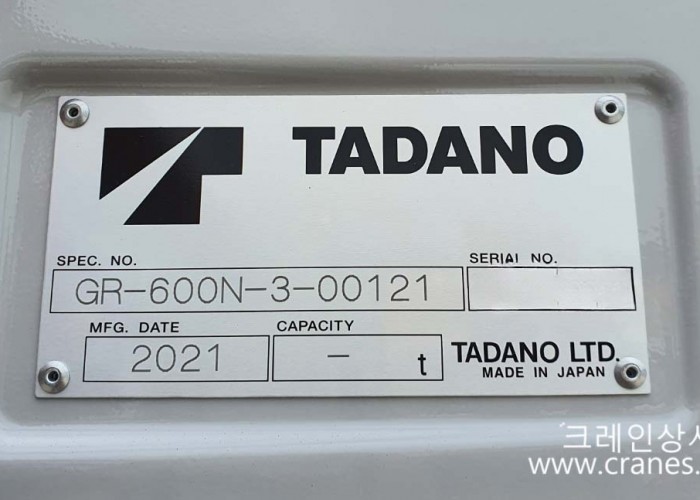 TADANO
SPEC. NO.
SERIAL NO.
GR-600N-3-00121
MFG. DATE
CAPACITY
2021
- t
TADANO LTD.
MADE IN JAPAN
크레인상사
www.cranes.